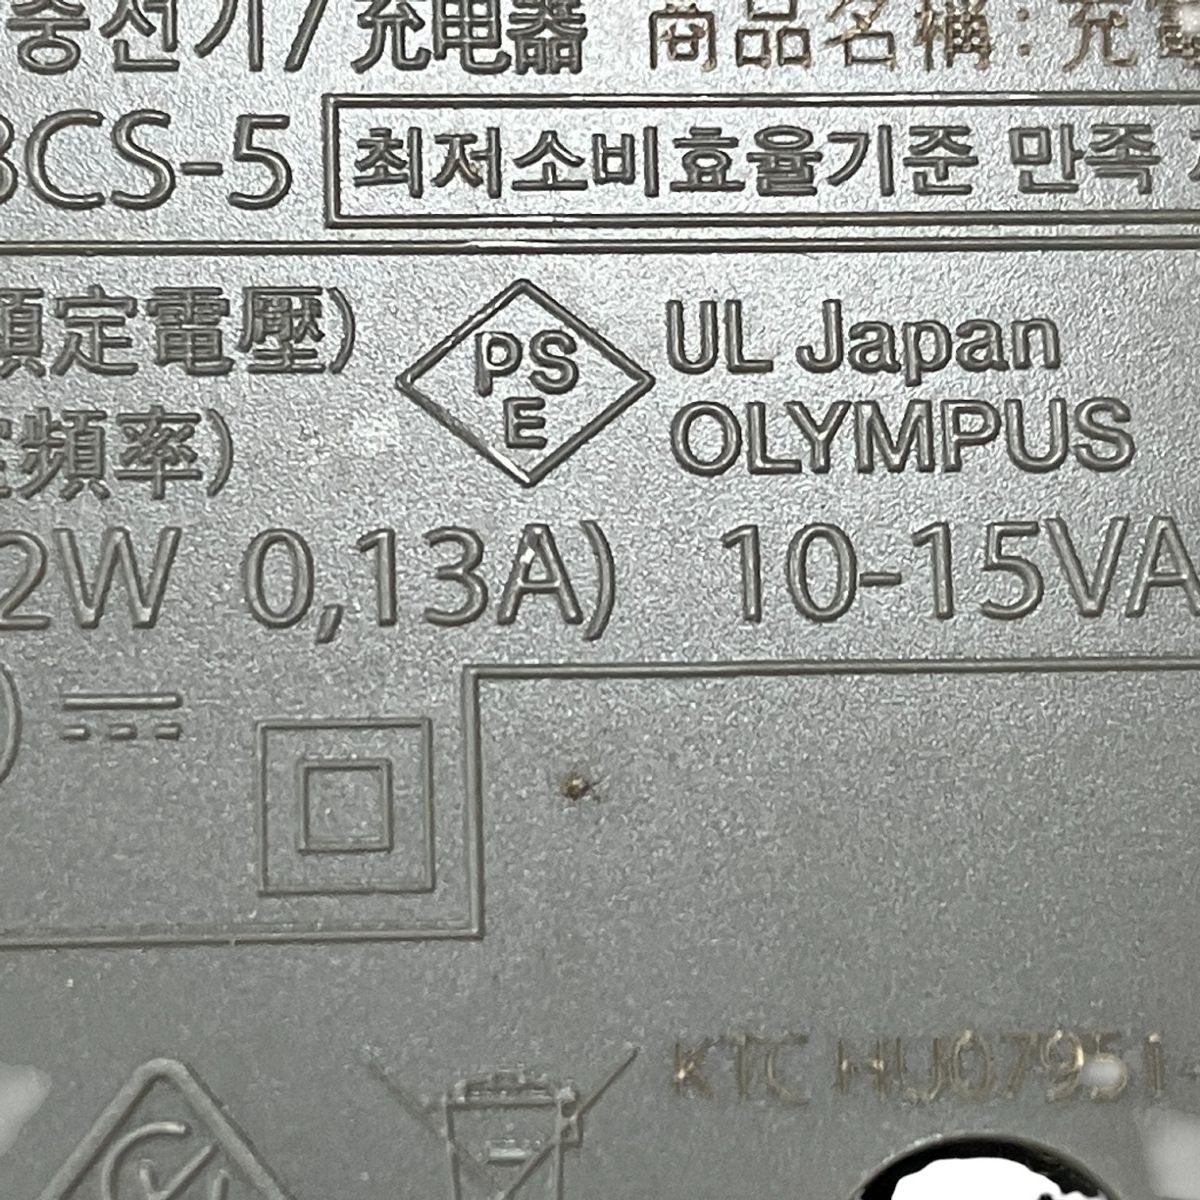 충전기/充电器 商品名稱:充電
BCS-5 최저소비효율기준 만족
額定電壓)
PS
E
UL Japan
OLYMPUS
定頻率)
2W 0,13A) 10-15VA
)
KTC HU07951-